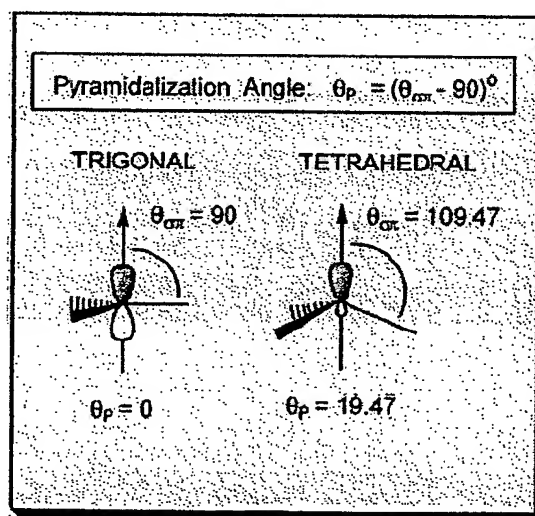 Pyramidalization Angle: θP = (θσπ - 90)°
TRIGONAL TETRAHEDRAL
θσπ = 90 θσπ = 109.47
θP = 0 θP = 19.47